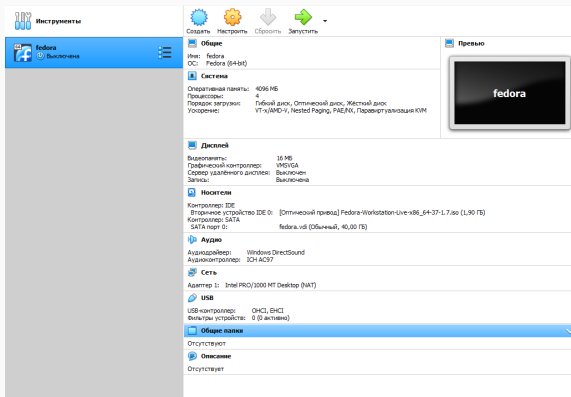 Инструменты
Создать Настроить Сбросить Запустить
64
fedora
Выключена
Общие
Имя: fedora
ОС: Fedora (64-bit)
Система
Оперативная память: 4096 МБ
Процессоры: 4
Порядок загрузки: Гибкий диск, Оптический диск, Жёсткий диск
Ускорение: VT-x/AMD-V, Nested Paging, PAE/NX, Паравиртуализация KVM
Превью
fedora
Дисплей
Видеопамять: 16 МБ
Графический контроллер: VMSVGA
Сервер удалённого дисплея: Выключен
Запись: Выключена
Носители
Контроллер: IDE
Вторичное устройство IDE 0: [Оптический привод] Fedora-Workstation-Live-x86_64-37-1.7.iso (1,90 ГБ)
Контроллер: SATA
SATA порт 0: fedora.vdi (Обычный, 40,00 ГБ)
Аудио
Аудиодрайвер: Windows DirectSound
Аудиоконтроллер: ICH AC97
Сеть
Адаптер 1: Intel PRO/1000 MT Desktop (NAT)
USB
USB-контроллер: OHCI, EHCI
Фильтры устройств: 0 (0 активно)
Общие папки
Отсутствуют
Описание
Отсутствует